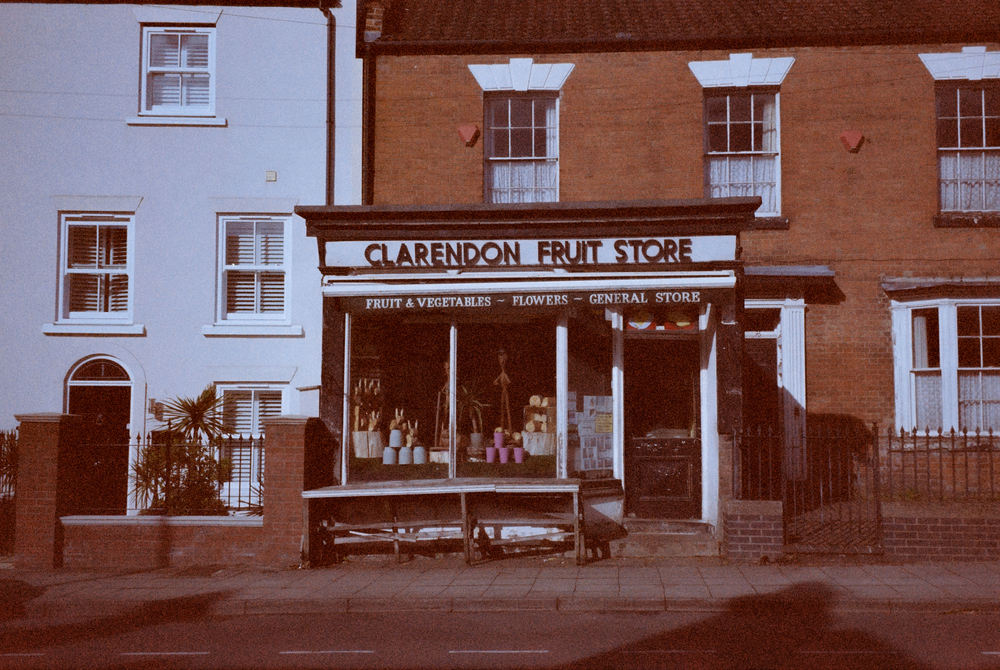 CLARENDON FRUIT STORE
FRUIT & VEGETABLES ~ FLOWERS ~ GENERAL STORE